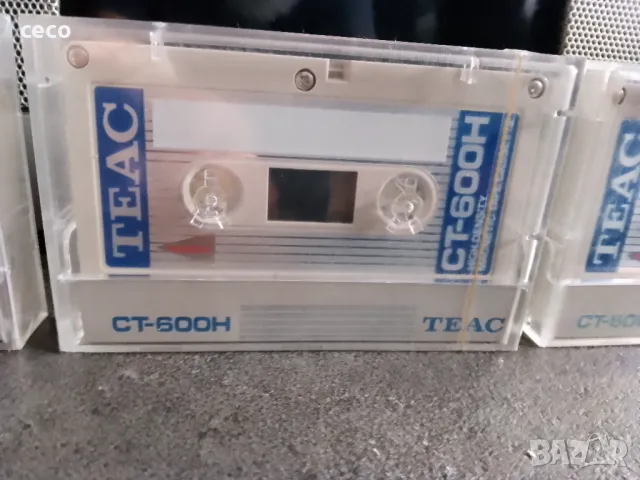 ceco
TEAC
CT-600H
HIGH DENSITY
CT-600H
TEAC
TEAC
CT-600
BAZAR